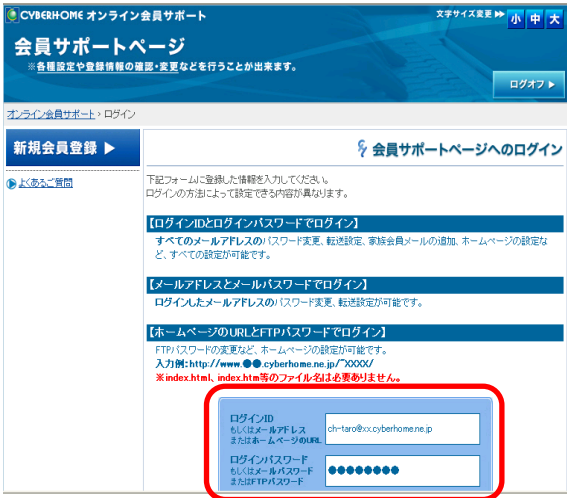 CYBERHOME オンライン会員サポート
文字サイズ変更 小 中 大
会員サポートページ
※各種設定や登録情報の確認・変更などを行うことが出来ます。
ログオフ
オンライン会員サポート > ログイン
新規会員登録
よくあるご質問
会員サポートページへのログイン
下記フォームに登録した情報を入力してください。
ログインの方法によって設定できる内容が異なります。
【ログインIDとログインパスワードでログイン】
すべてのメールアドレスのパスワード変更、転送設定、家族会員メールの追加、ホームページの設定な
ど、すべての設定が可能です。
【メールアドレスとメールパスワードでログイン】
ログインしたメールアドレスのパスワード変更、転送設定が可能です。
【ホームページのURLとFTPパスワードでログイン】
FTPパスワードの変更など、ホームページの設定が可能です。
入力例:http://www.●●.cyberhome.ne.jp/~XXXX/
※index.html、index.htm等のファイル名は必要ありません。
ログインID
もしくはメールアドレス
またはホームページのURL
ch-taro@xx.cyberhome.ne.jp
ログインパスワード
もしくはメールパスワード
またはFTPパスワード
●●●●●●●●